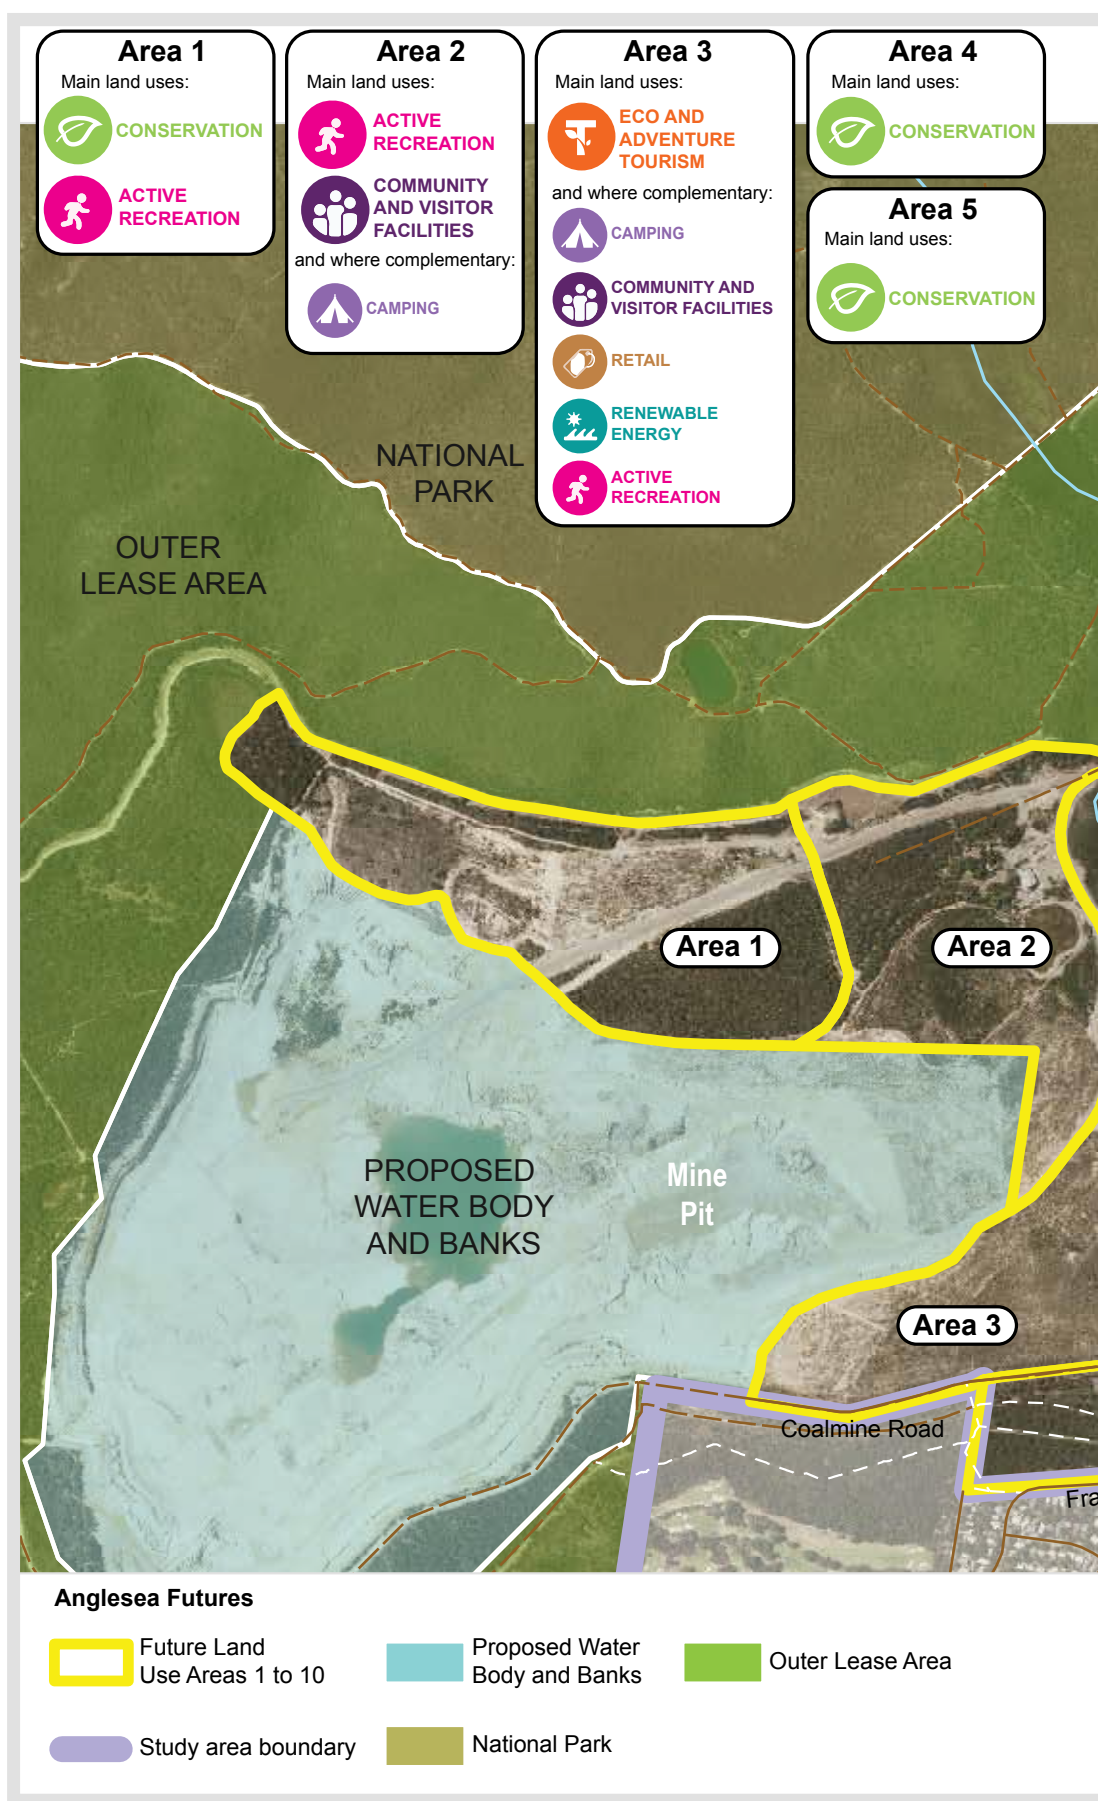 Area 1
Main land uses:
CONSERVATION
ACTIVE
RECREATION
Area 2
Main land uses:
ACTIVE
RECREATION
COMMUNITY
AND VISITOR
FACILITIES
and where complementary:
CAMPING
Area 3
Main land uses:
ECO AND
ADVENTURE
TOURISM
and where complementary:
CAMPING
COMMUNITY AND
VISITOR FACILITIES
RETAIL
RENEWABLE
ENERGY
ACTIVE
RECREATION
Area 4
Main land uses:
CONSERVATION
Area 5
Main land uses:
CONSERVATION
NATIONAL
PARK
OUTER
LEASE AREA
Area 1
Area 2
PROPOSED
WATER BODY
AND BANKS
Mine
Pit
Area 3
Coalmine Road
Fra
Anglesea Futures
Future Land
Use Areas 1 to 10
Proposed Water
Body and Banks
Outer Lease Area
Study area boundary
National Park